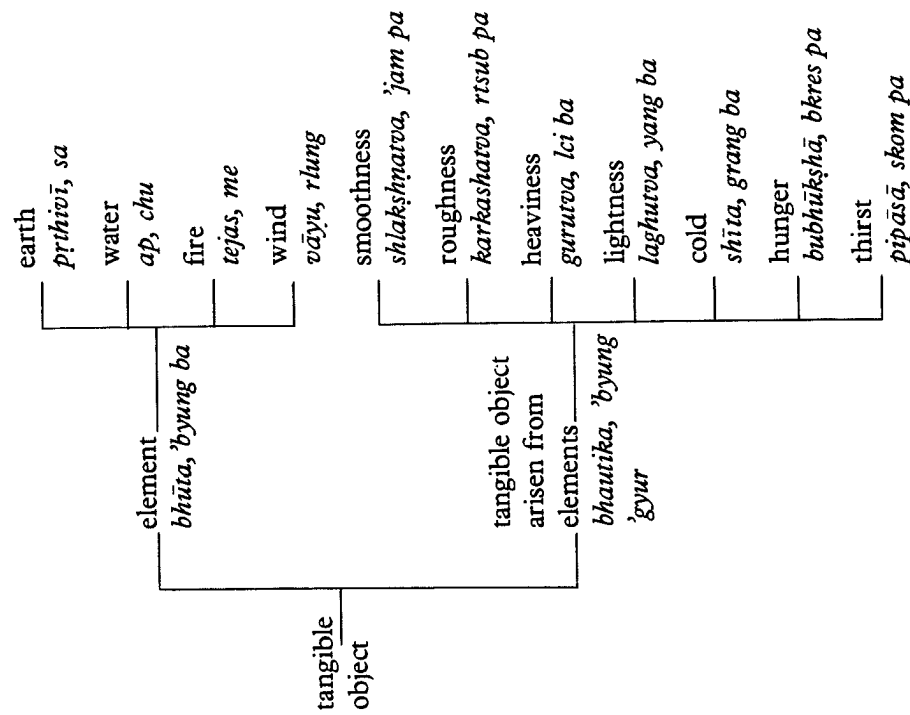 tangible
object
element
bhūta, 'byung ba
earth
pṛthivī, sa
water
ap, chu
fire
tejas, me
wind
vāyu, rlung
tangible object
arisen from
elements
bhautika, 'byung
'gyur
smoothness
shlakṣhṇatva, 'jam pa
roughness
karkashatva, rtsub pa
heaviness
gurutva, lci ba
lightness
laghutva, yang ba
cold
shīta, grang ba
hunger
bubhūkṣhā, bkres pa
thirst
pipāsā, skom pa